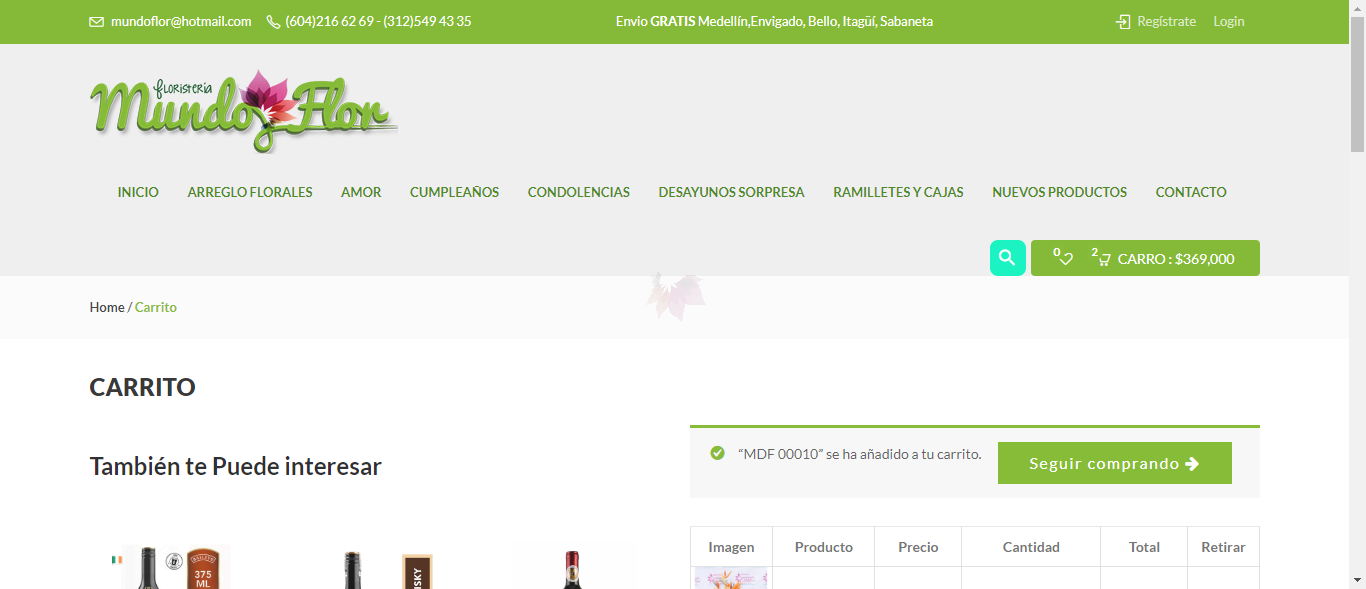 mundoflor@hotmail.com (604)216 62 69 - (312)549 43 35 Envio GRATIS Medellín,Envigado, Bello, Itagüí, Sabaneta Regístrate Login
floristería
Mundo Flor
INICIO ARREGLO FLORALES AMOR CUMPLEAÑOS CONDOLENCIAS DESAYUNOS SORPRESA RAMILLETES Y CAJAS NUEVOS PRODUCTOS CONTACTO
0 2 CARRO : $369,000
Home / Carrito
CARRITO
“MDF 00010” se ha añadido a tu carrito. Seguir comprando
También te Puede interesar
Imagen Producto Precio Cantidad Total Retirar
BAILEYS
375
ML
SKY